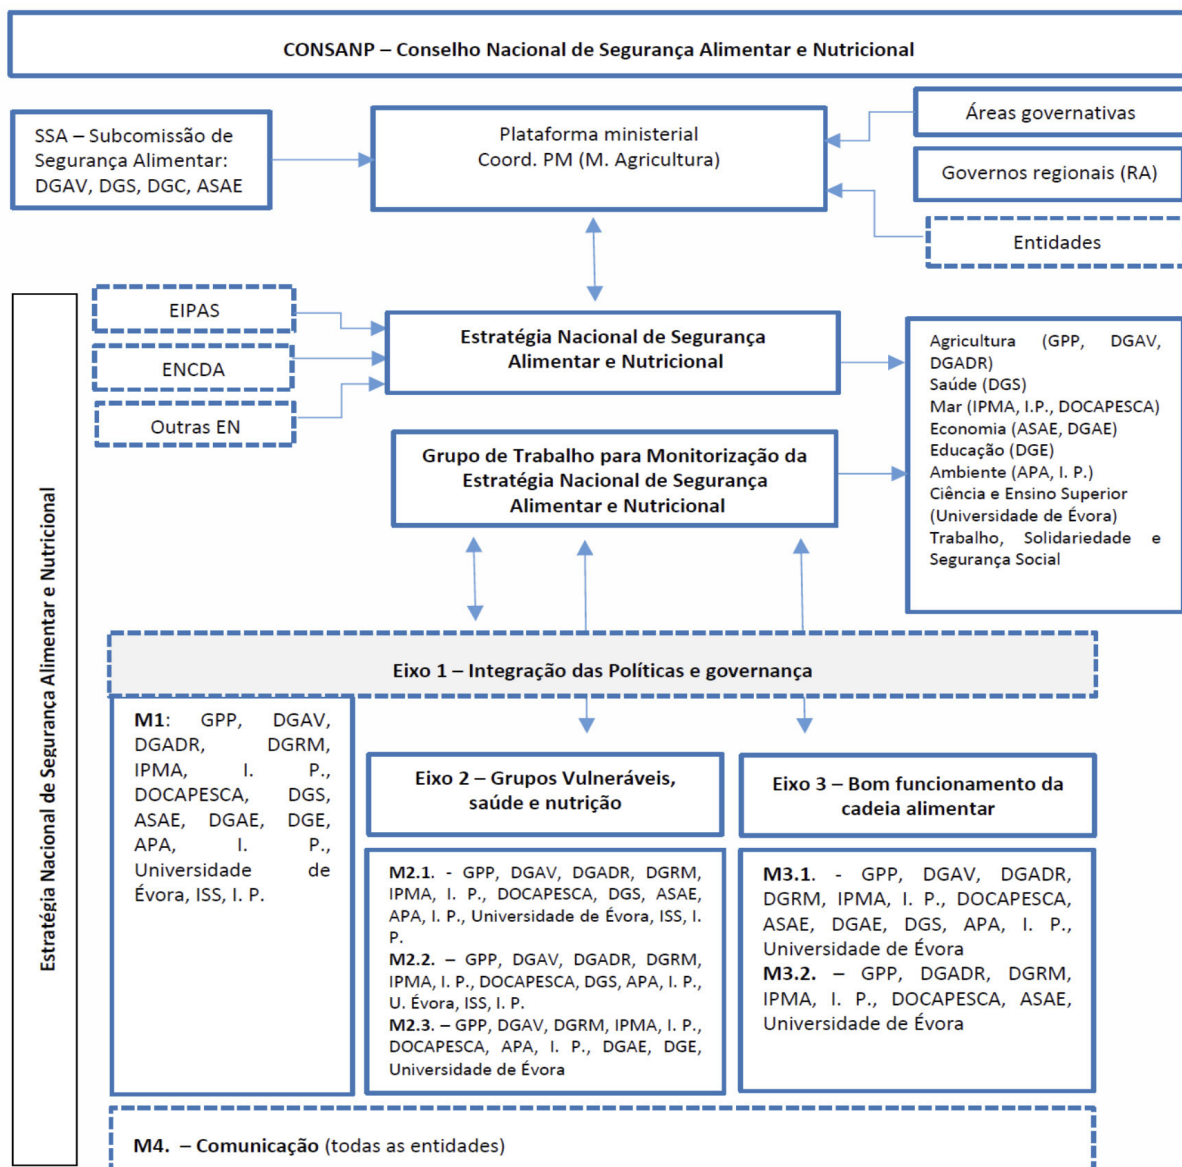 CONSANP – Conselho Nacional de Segurança Alimentar e Nutricional
SSA – Subcomissão de
Segurança Alimentar:
DGAV, DGS, DGC, ASAE
Plataforma ministerial
Coord. PM (M. Agricultura)
Áreas governativas
Governos regionais (RA)
Entidades
Estratégia Nacional de Segurança Alimentar e Nutricional
EIPAS
ENCDA
Outras EN
Estratégia Nacional de Segurança
Alimentar e Nutricional
Grupo de Trabalho para Monitorização da
Estratégia Nacional de Segurança
Alimentar e Nutricional
Agricultura (GPP, DGAV,
DGADR)
Saúde (DGS)
Mar (IPMA, I.P., DOCAPESCA)
Economia (ASAE, DGAE)
Educação (DGE)
Ambiente (APA, I. P.)
Ciência e Ensino Superior
(Universidade de Évora)
Trabalho, Solidariedade e
Segurança Social
Eixo 1 – Integração das Políticas e governança
M1: GPP, DGAV,
DGADR, DGRM,
IPMA, I. P.,
DOCAPESCA, DGS,
ASAE, DGAE, DGE,
APA, I. P.,
Universidade de
Évora, ISS, I. P.
Eixo 2 – Grupos Vulneráveis,
saúde e nutrição
M2.1. - GPP, DGAV, DGADR, DGRM,
IPMA, I. P., DOCAPESCA, DGS, ASAE,
APA, I. P., Universidade de Évora, ISS, I.
P.
M2.2. – GPP, DGAV, DGADR, DGRM,
IPMA, I. P., DOCAPESCA, DGS, APA, I. P.,
U. Évora, ISS, I. P.
M2.3. – GPP, DGAV, DGRM, IPMA, I. P.,
DOCAPESCA, APA, I. P., DGAE, DGE,
Universidade de Évora
Eixo 3 – Bom funcionamento da
cadeia alimentar
M3.1. - GPP, DGAV, DGADR,
DGRM, IPMA, I. P., DOCAPESCA,
ASAE, DGAE, DGS, APA, I. P.,
Universidade de Évora
M3.2. – GPP, DGADR, DGRM,
IPMA, I. P., DOCAPESCA, ASAE,
Universidade de Évora
M4. – Comunicação (todas as entidades)